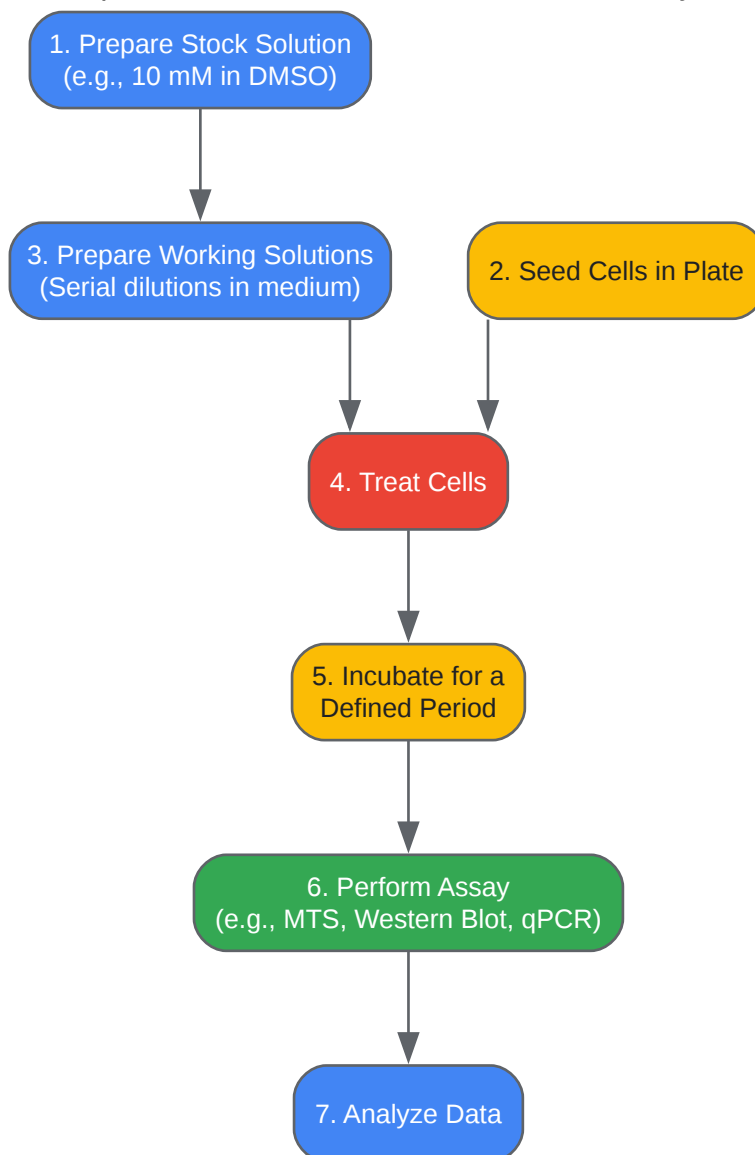 1. Prepare Stock Solution
(e.g., 10 mM in DMSO)
3. Prepare Working Solutions
(Serial dilutions in medium)
2. Seed Cells in Plate
4. Treat Cells
5. Incubate for a
Defined Period
6. Perform Assay
(e.g., MTS, Western Blot, qPCR)
7. Analyze Data